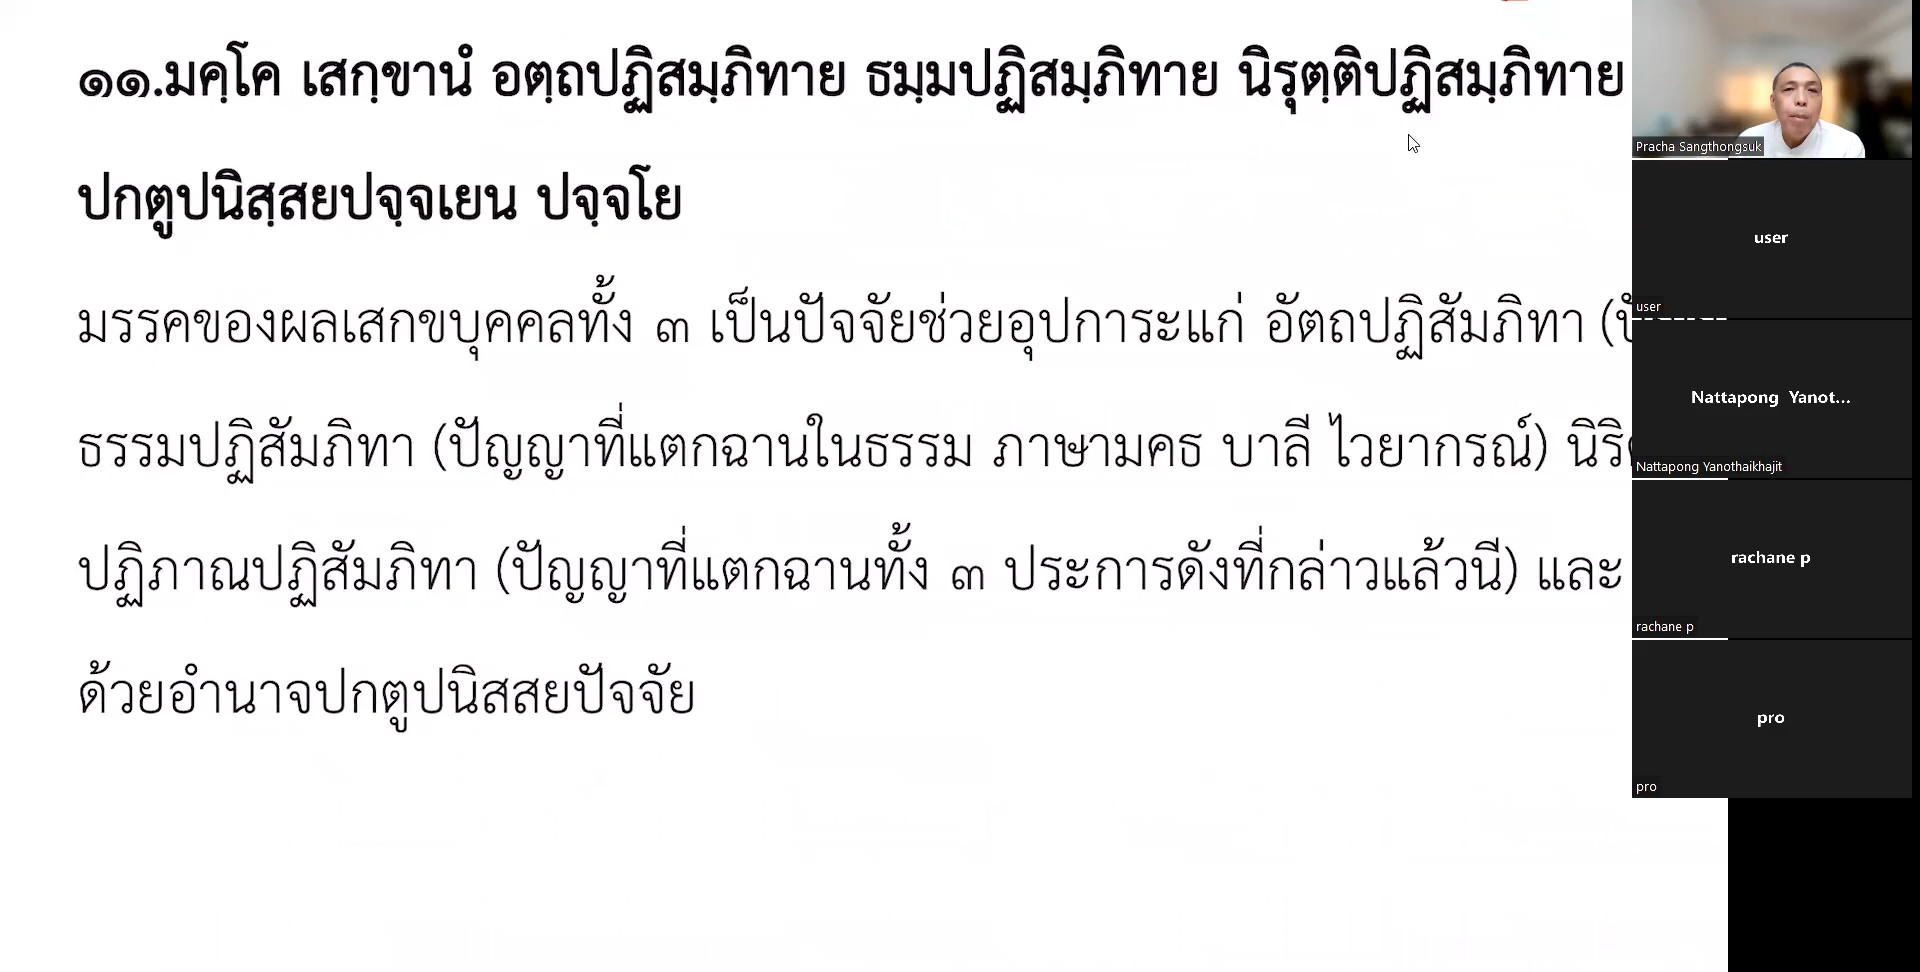 ๑๑.มคฺโค เสกฺขานํ อตฺถปฏิสมฺภิทาย ธมฺมปฏิสมฺภิทาย นิรุตฺติปฏิสมฺภิทาย
ปกตูปนิสฺสยปจฺจเยน ปจฺจโย
มรรคของผลเสกขบุคคลทั้ง ๓ เป็นปัจจัยช่วยอุปการะแก่ อัตถปฏิสัมภิทา
ธรรมปฏิสัมภิทา (ปัญญาที่แตกฉานในธรรม ภาษามคธ บาลี ไวยากรณ์)
ปฏิภาณปฏิสัมภิทา (ปัญญาที่แตกฉานทั้ง ๓ ประการดังที่กล่าวแล้วนี) และ
ด้วยอำนาจปกตูปนิสสยปัจจัย
Pracha Sangthongsuk
user
user
Nattapong Yanot...
Nattapong Yanothaikhajit
rachane p
rachane p
pro
pro